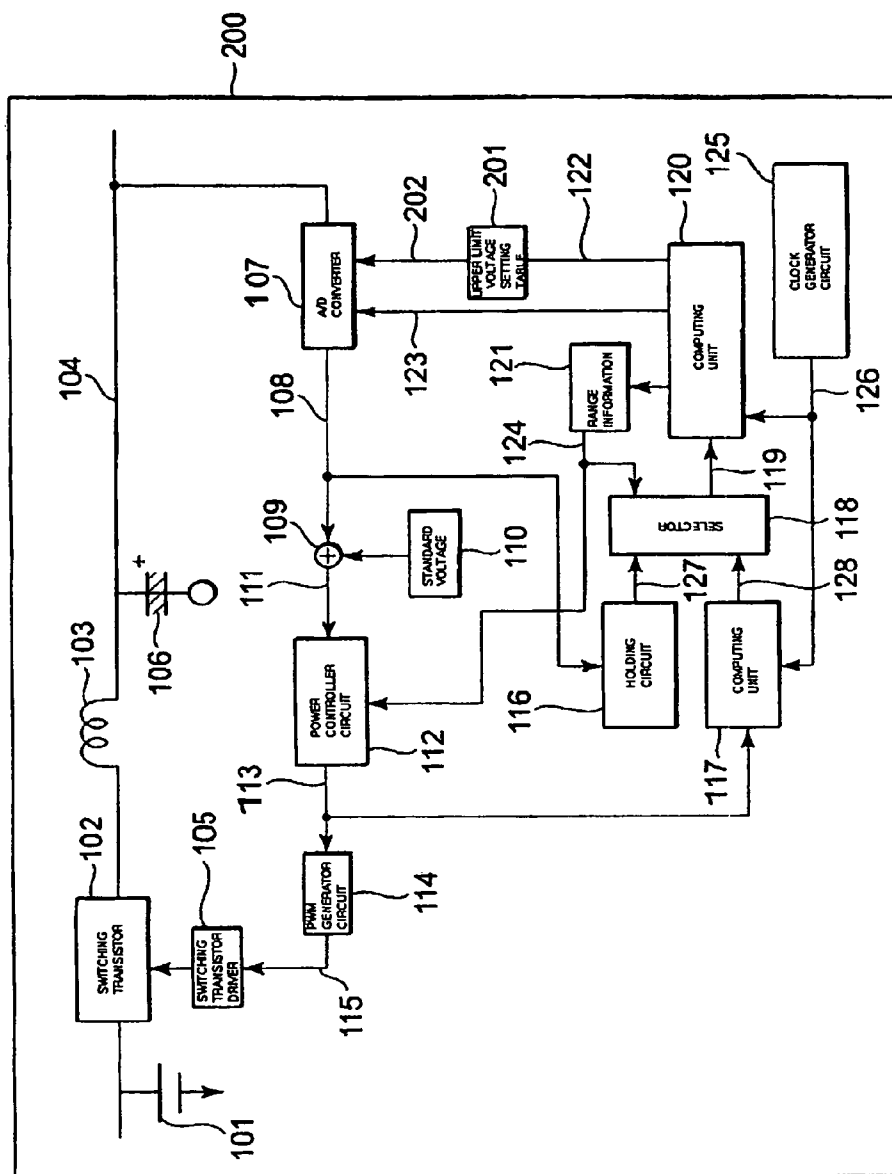 200
101
SWITCHING
TRANSISTOR
102
103
106
+
104
SWITCHING
TRANSISTOR
DRIVER
105
115
PWM
GENERATOR
CIRCUIT
114
113
POWER
CONTROLLER
CIRCUIT
112
111
109
+
STANDARD
VOLTAGE
110
108
A/D
CONVERTER
107
123
202
UPPER LIMIT
VOLTAGE
SETTING
TABLE
201
122
RANGE
INFORMATION
121
124
HOLDING
CIRCUIT
116
127
COMPUTING
UNIT
117
128
SELECTOR
118
119
COMPUTING
UNIT
120
126
CLOCK
GENERATOR
CIRCUIT
125